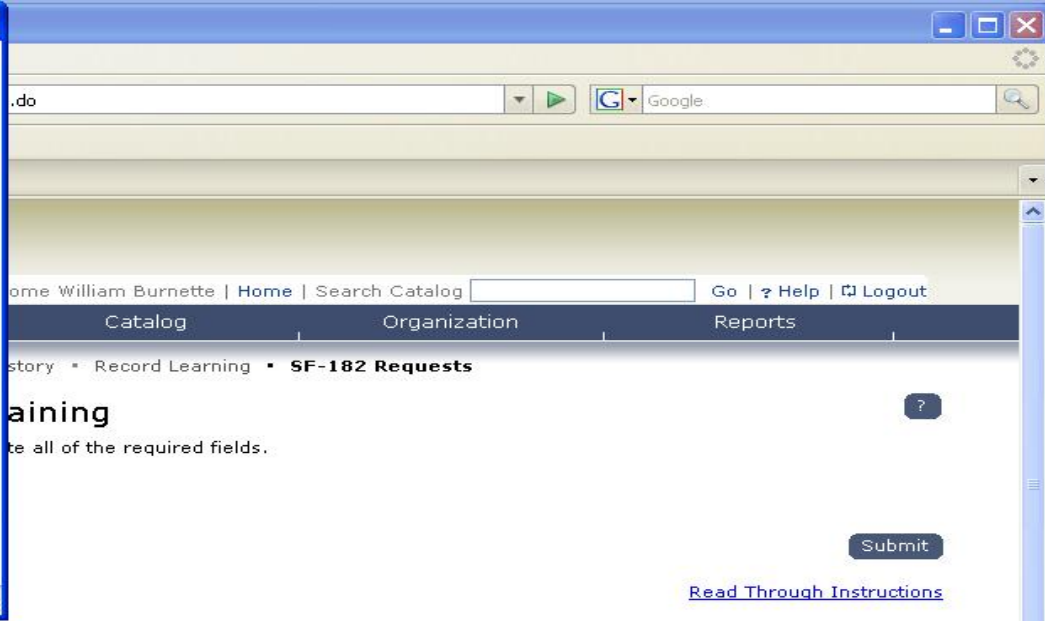 .do
G Google
ome William Burnette | Home | Search Catalog Go | ? Help | Logout
Catalog Organization Reports
story ▪ Record Learning ▪ SF-182 Requests
aining
?
te all of the required fields.
Submit
Read Through Instructions